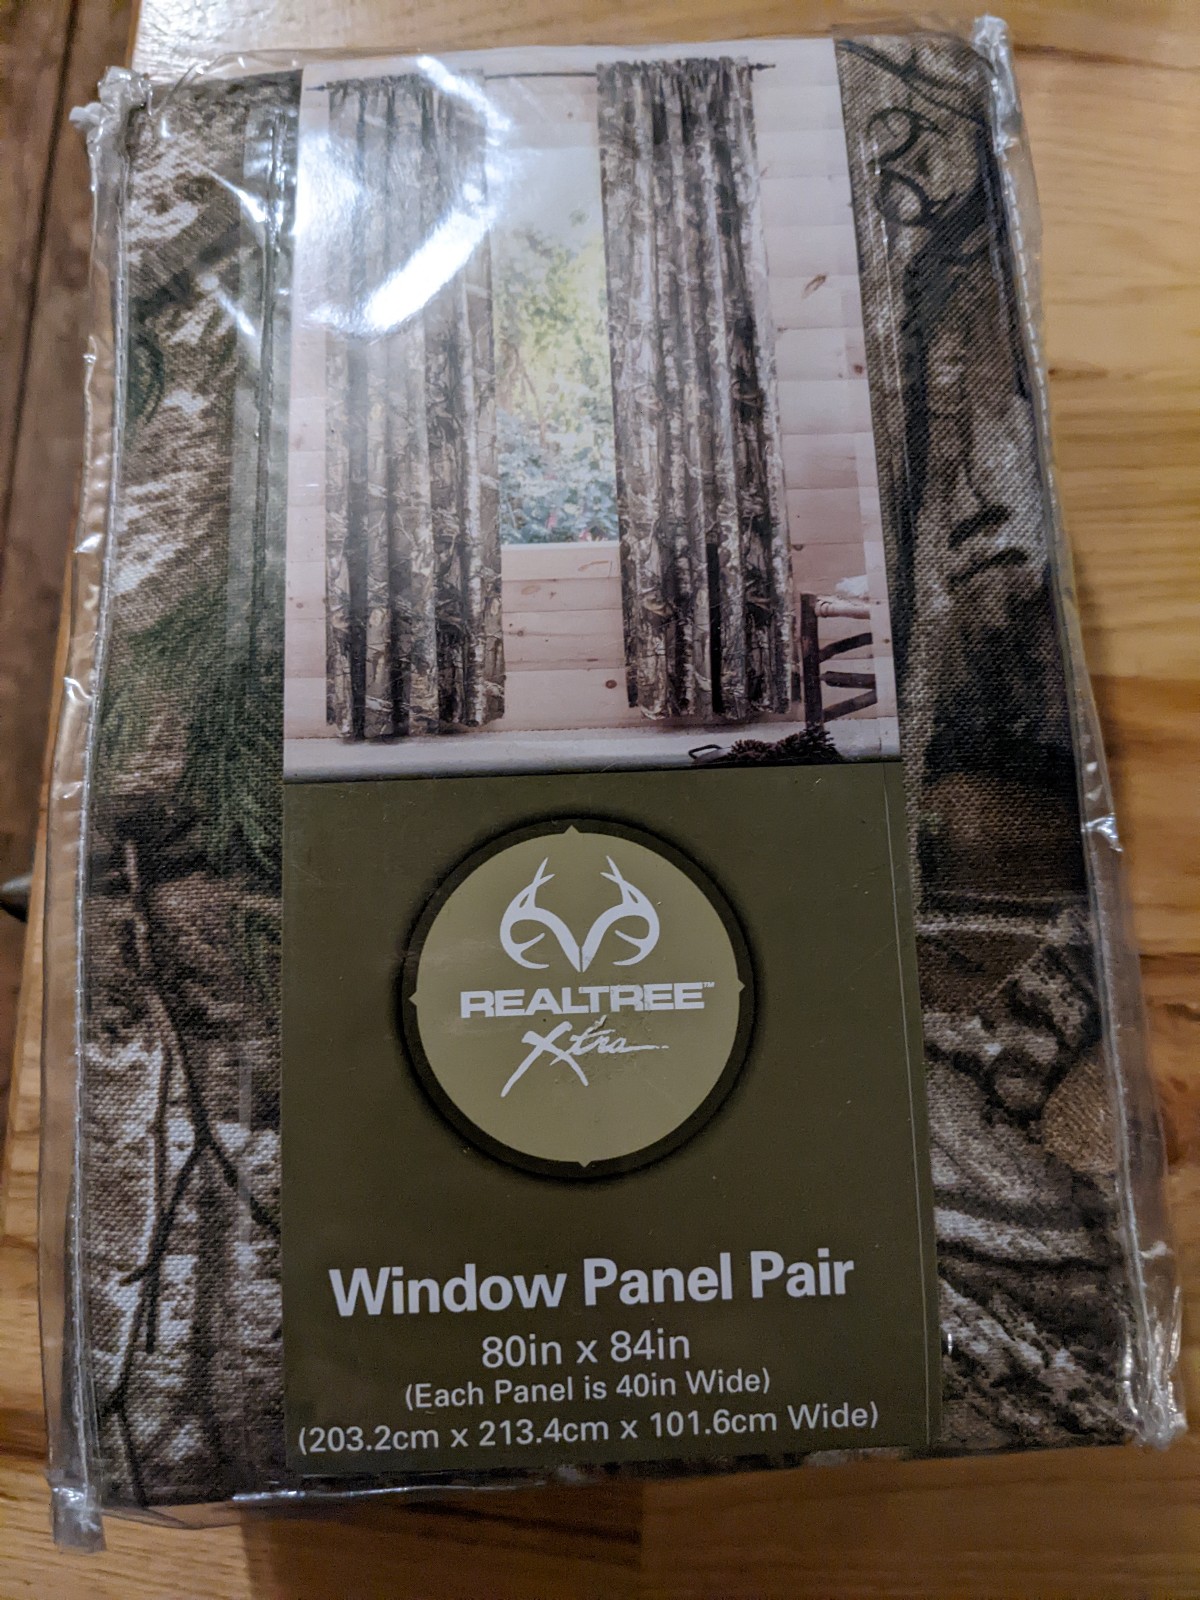 REALTREE™
Xtra
Window Panel Pair
80in x 84in
(Each Panel is 40in Wide)
(203.2cm x 213.4cm x 101.6cm Wide)